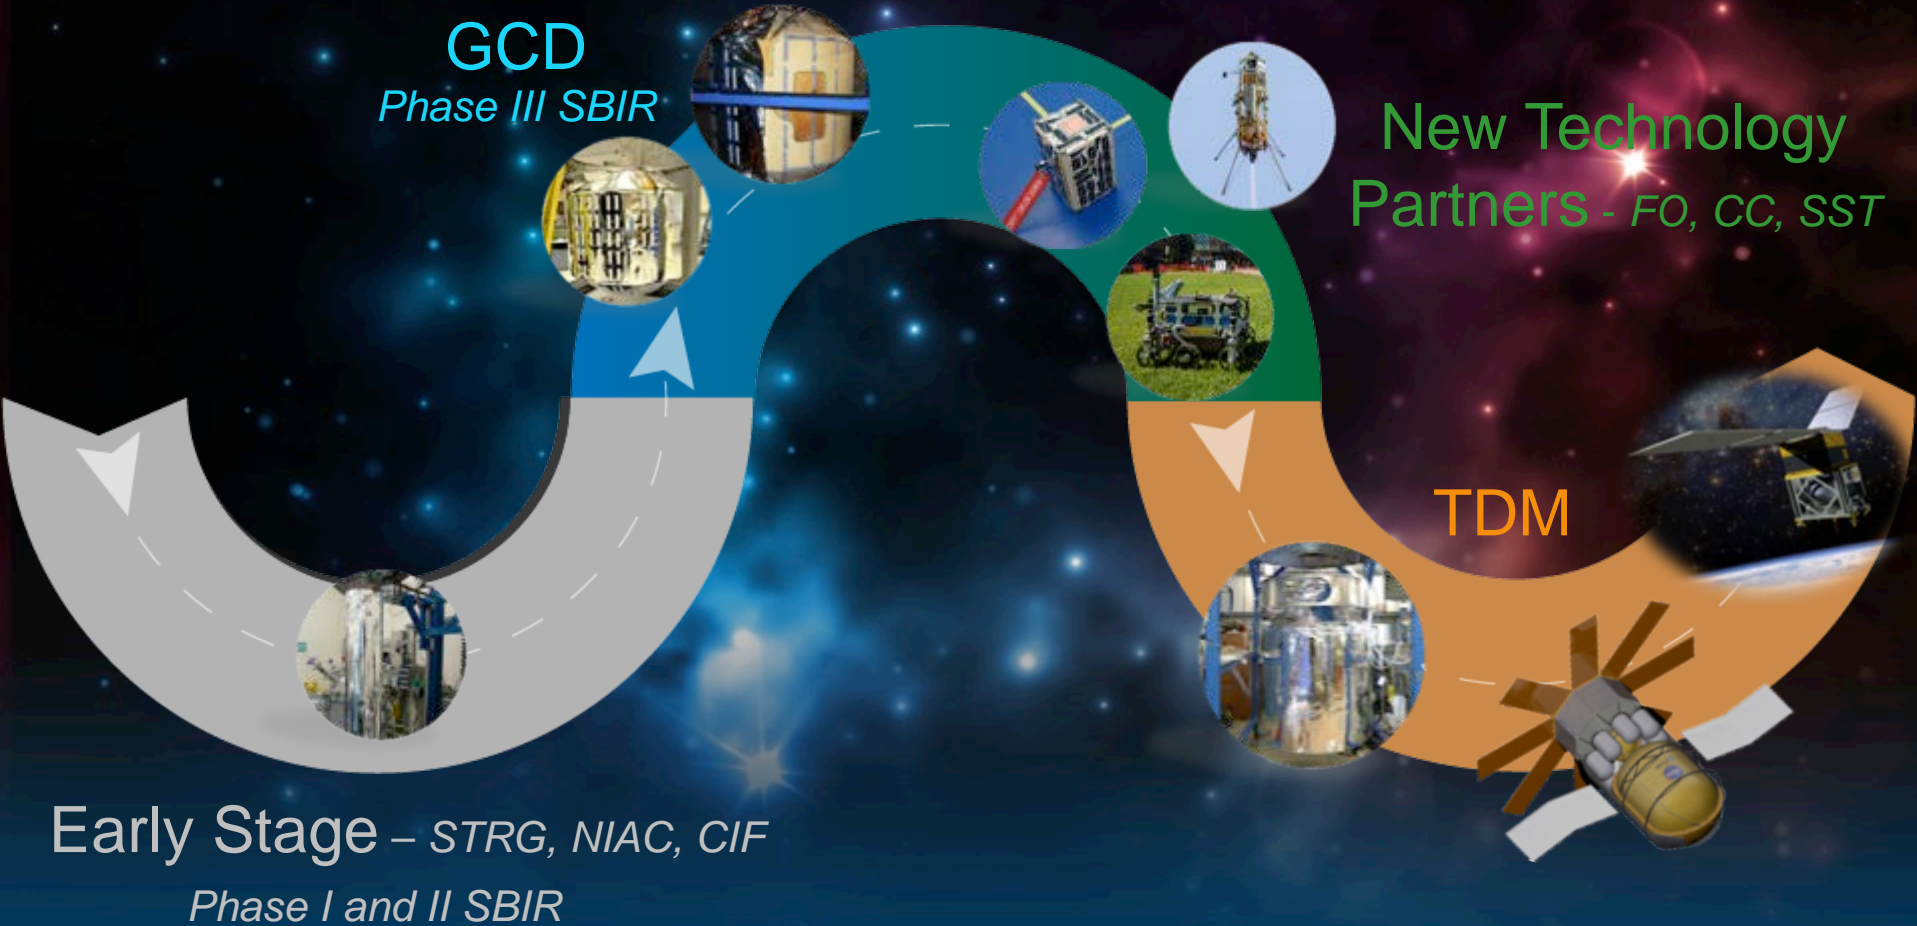 GCD
Phase III SBIR
New Technology
Partners - FO, CC, SST
TDM
Early Stage – STRG, NIAC, CIF
Phase I and II SBIR